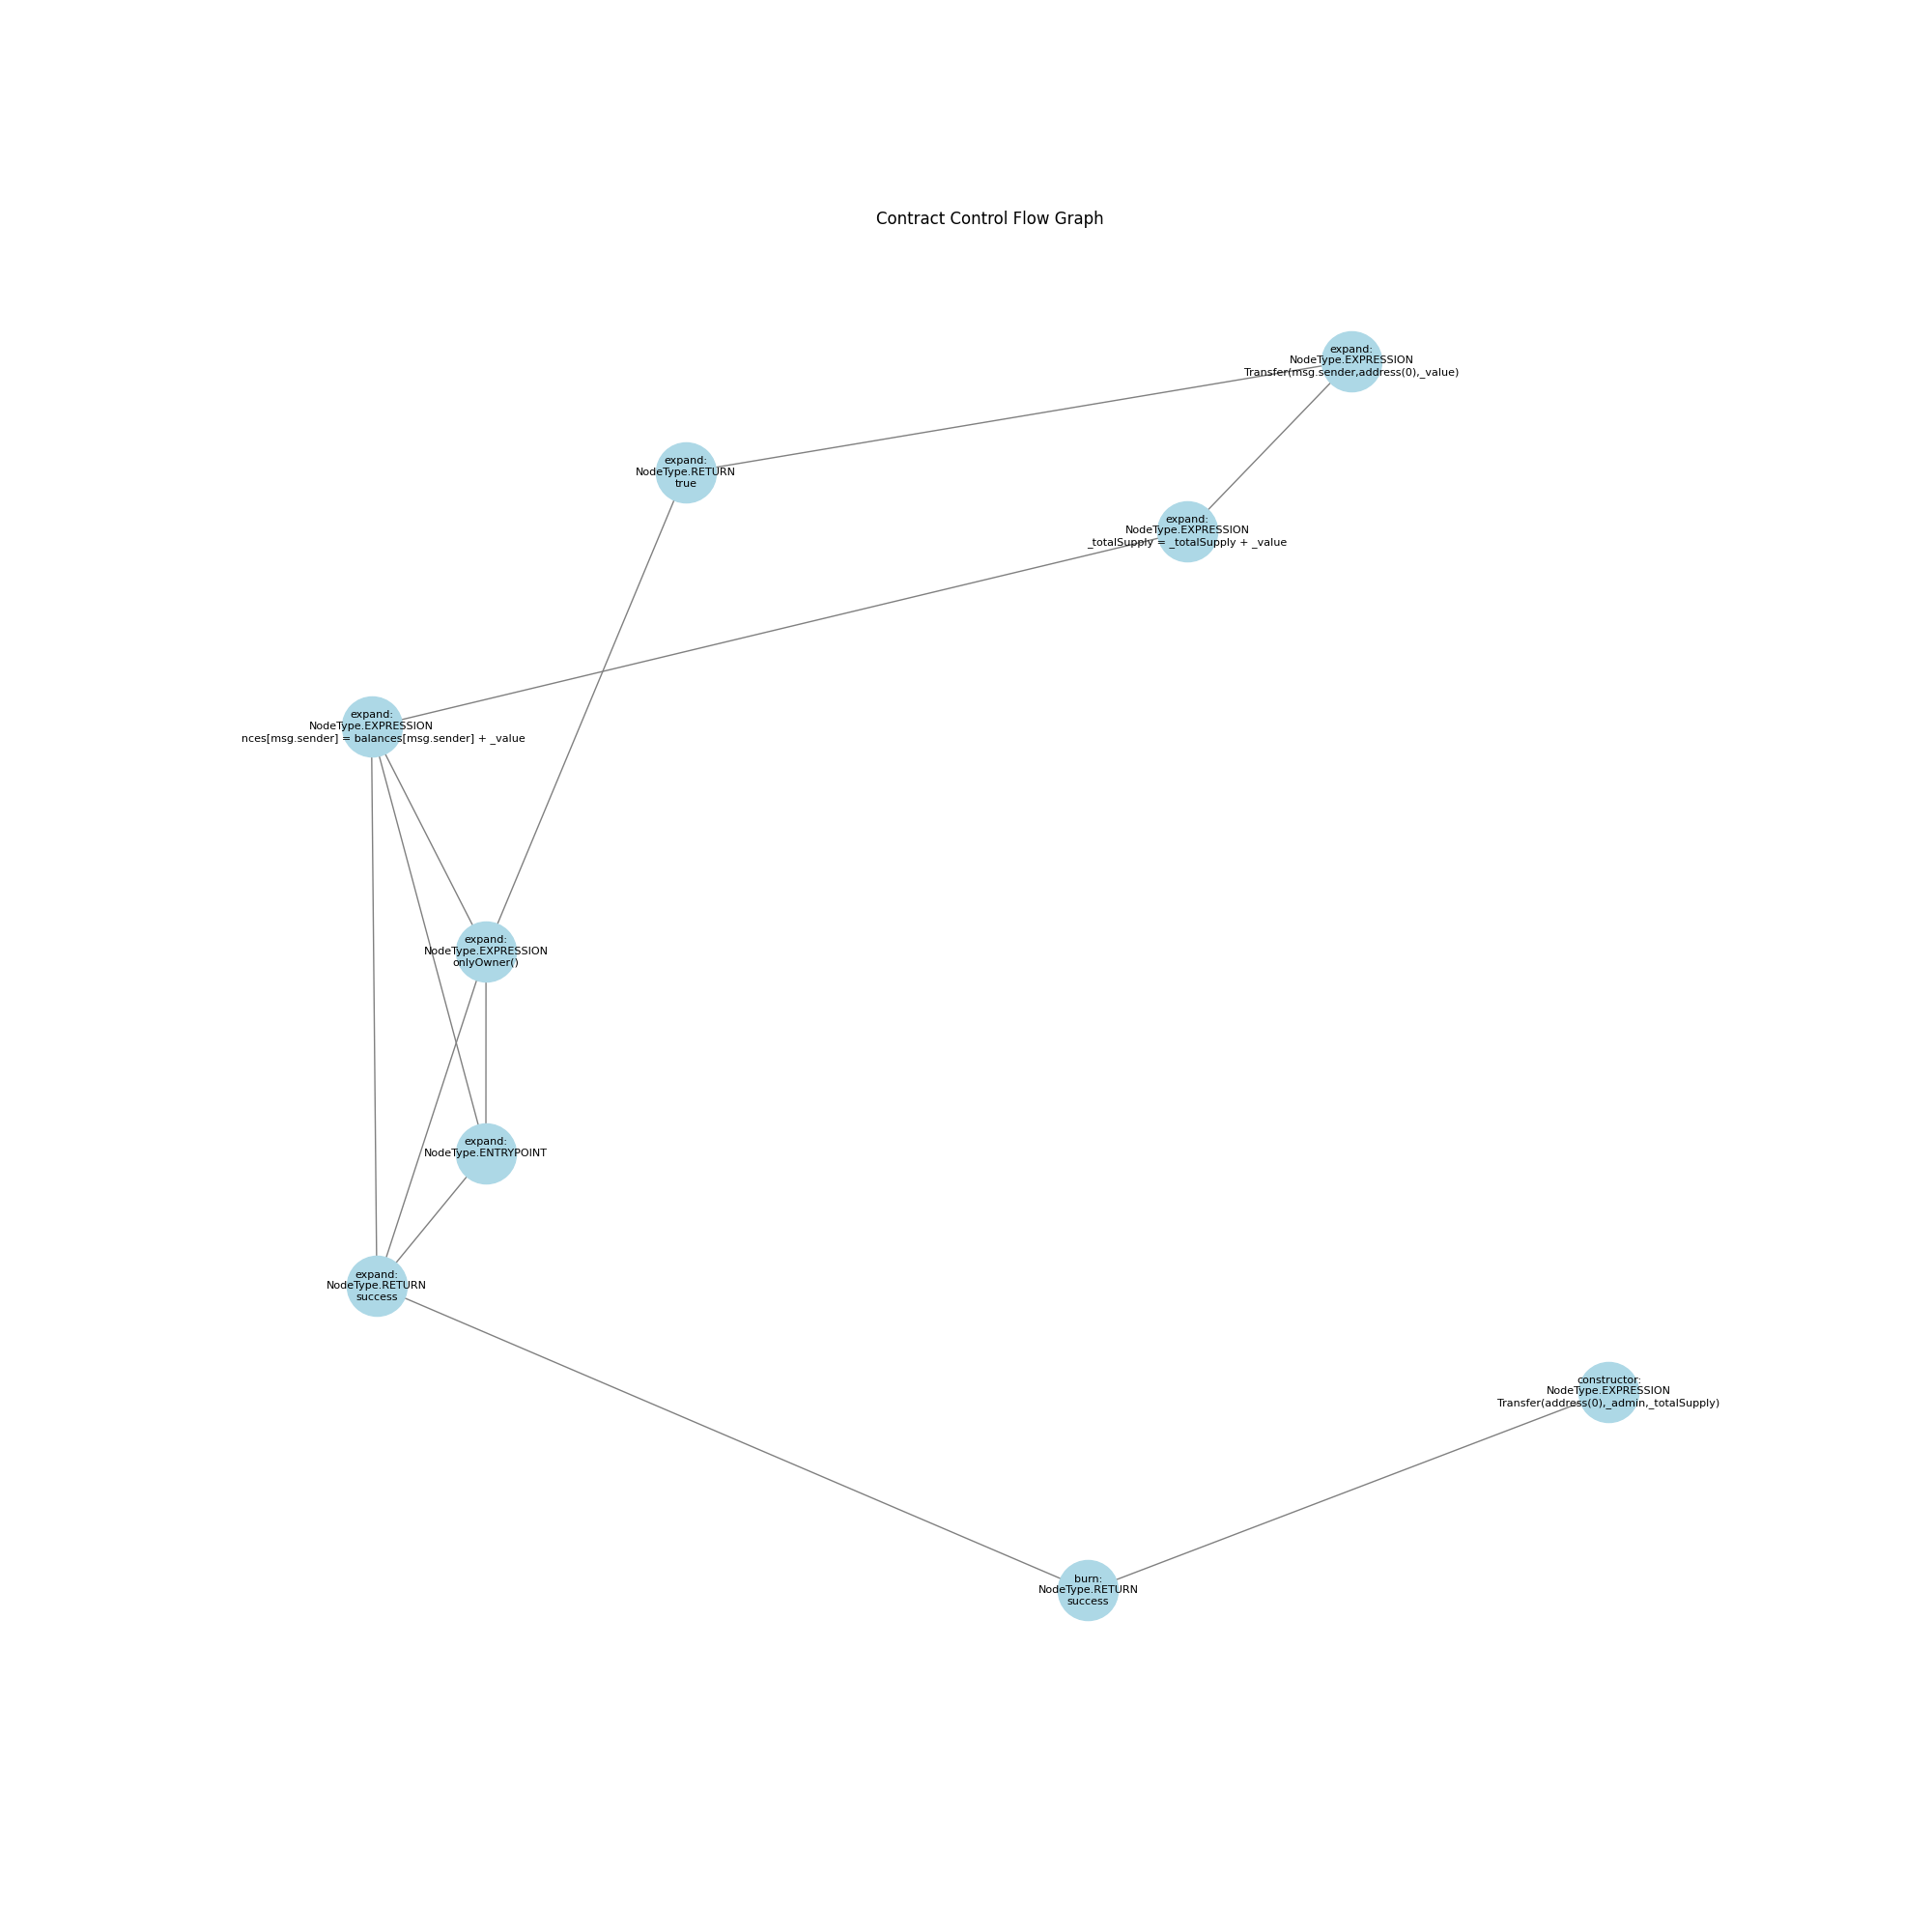 Contract Control Flow Graph
expand:
NodeType.EXPRESSION
Transfer(msg.sender,address(0),_value)
expand:
NodeType.RETURN
true
expand:
NodeType.EXPRESSION
_totalSupply = _totalSupply + _value
expand:
NodeType.EXPRESSION
nces[msg.sender] = balances[msg.sender] + _value
expand:
NodeType.EXPRESSION
onlyOwner()
expand:
NodeType.ENTRYPOINT
expand:
NodeType.RETURN
success
constructor:
NodeType.EXPRESSION
Transfer(address(0),_admin,_totalSupply)
burn:
NodeType.RETURN
success